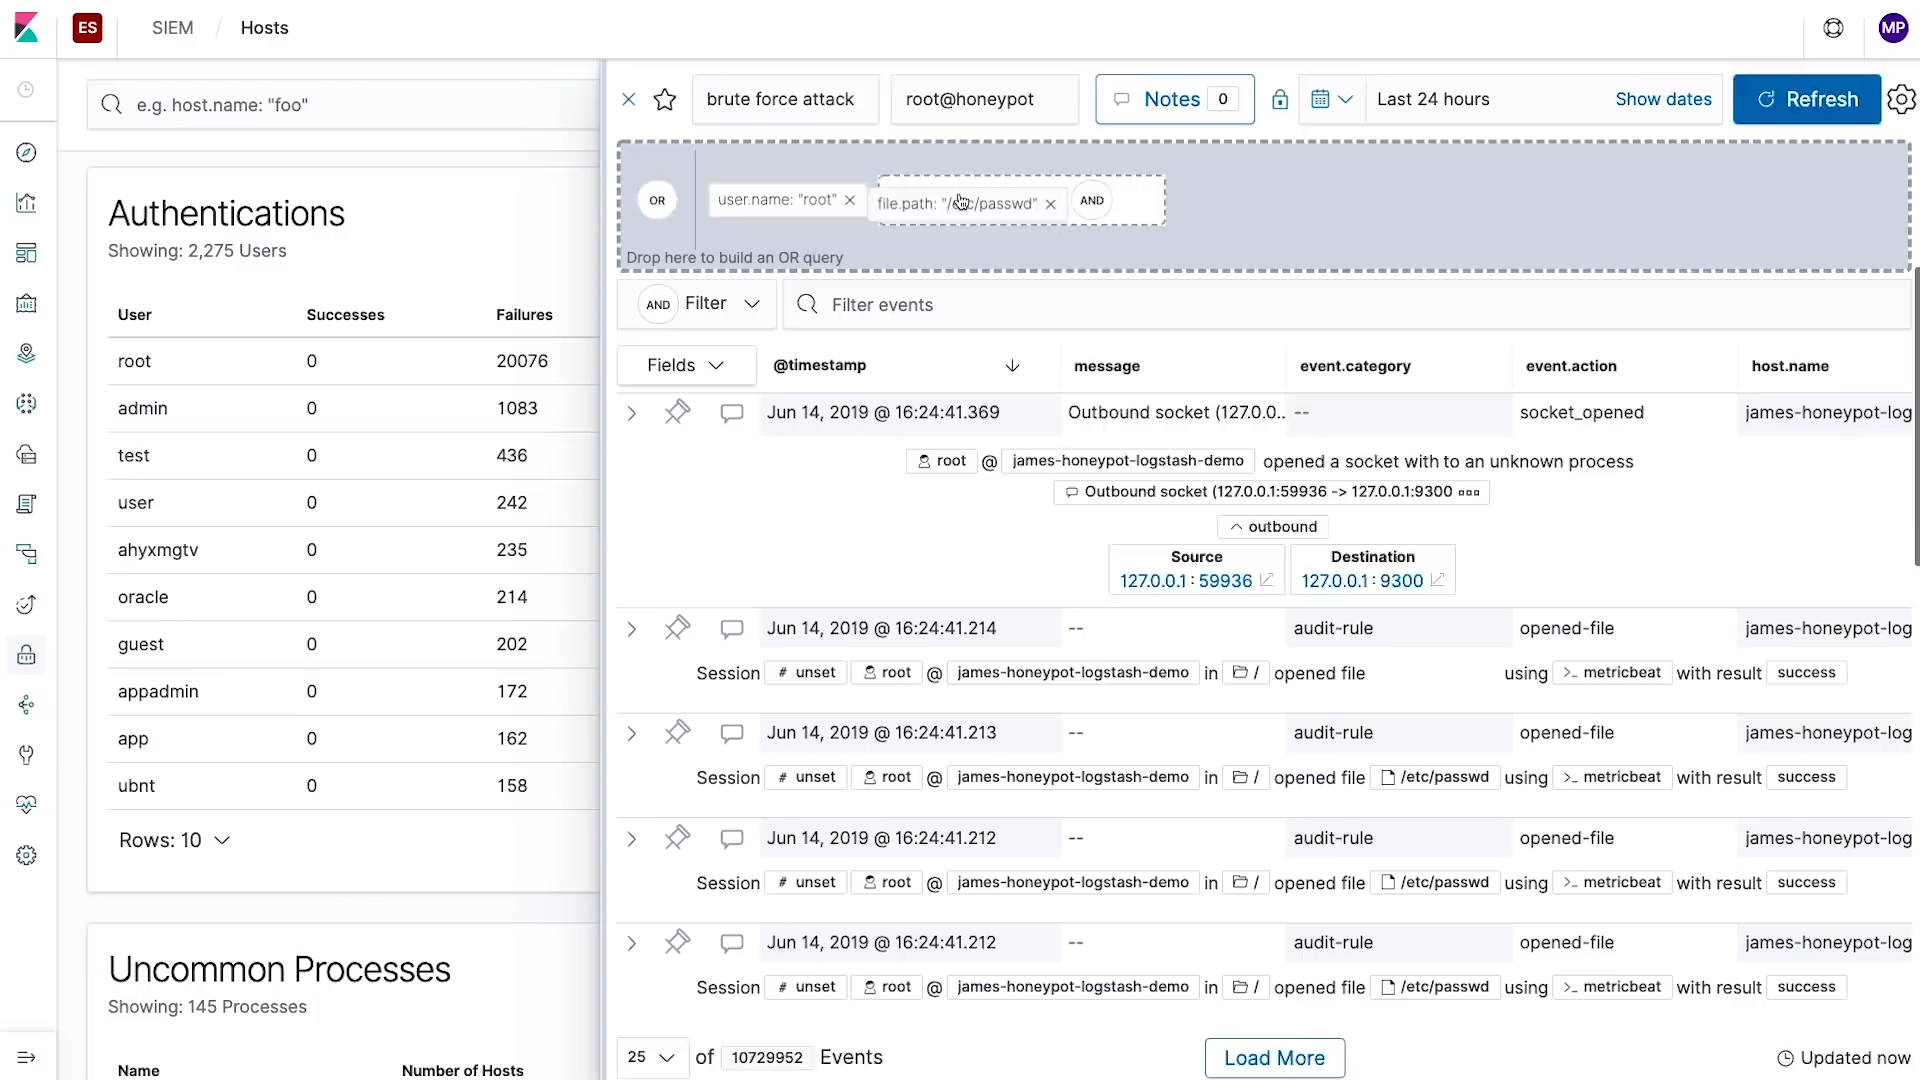 ES SIEM / Hosts MP
e.g. host.name: "foo"
Authentications
Showing: 2,275 Users
User Successes Failures
root 0 20076
admin 0 1083
test 0 436
user 0 242
ahyxmgtv 0 235
oracle 0 214
guest 0 202
appadmin 0 172
app 0 162
ubnt 0 158
Rows: 10
Uncommon Processes
Showing: 145 Processes
Name Number of Hosts
brute force attack root@honeypot Notes 0 Last 24 hours Show dates Refresh
OR user.name: "root" file.path: "/etc/passwd" AND
Drop here to build an OR query
AND Filter Filter events
Fields @timestamp message event.category event.action host.name
Jun 14, 2019 @ 16:24:41.369 Outbound socket (127.0.0.. -- socket_opened james-honeypot-log
root @ james-honeypot-logstash-demo opened a socket with to an unknown process
Outbound socket (127.0.0.1:59936 -> 127.0.0.1:9300
outbound
Source Destination
127.0.0.1 : 59936 127.0.0.1 : 9300
Jun 14, 2019 @ 16:24:41.214 -- audit-rule opened-file james-honeypot-log
Session # unset root @ james-honeypot-logstash-demo in / opened file using >_ metricbeat with result success
Jun 14, 2019 @ 16:24:41.213 -- audit-rule opened-file james-honeypot-log
Session # unset root @ james-honeypot-logstash-demo in / opened file /etc/passwd using >_ metricbeat with result success
Jun 14, 2019 @ 16:24:41.212 -- audit-rule opened-file james-honeypot-log
Session # unset root @ james-honeypot-logstash-demo in / opened file /etc/passwd using >_ metricbeat with result success
Jun 14, 2019 @ 16:24:41.212 -- audit-rule opened-file james-honeypot-log
Session # unset root @ james-honeypot-logstash-demo in / opened file /etc/passwd using >_ metricbeat with result success
25 of 10729952 Events Load More Updated now